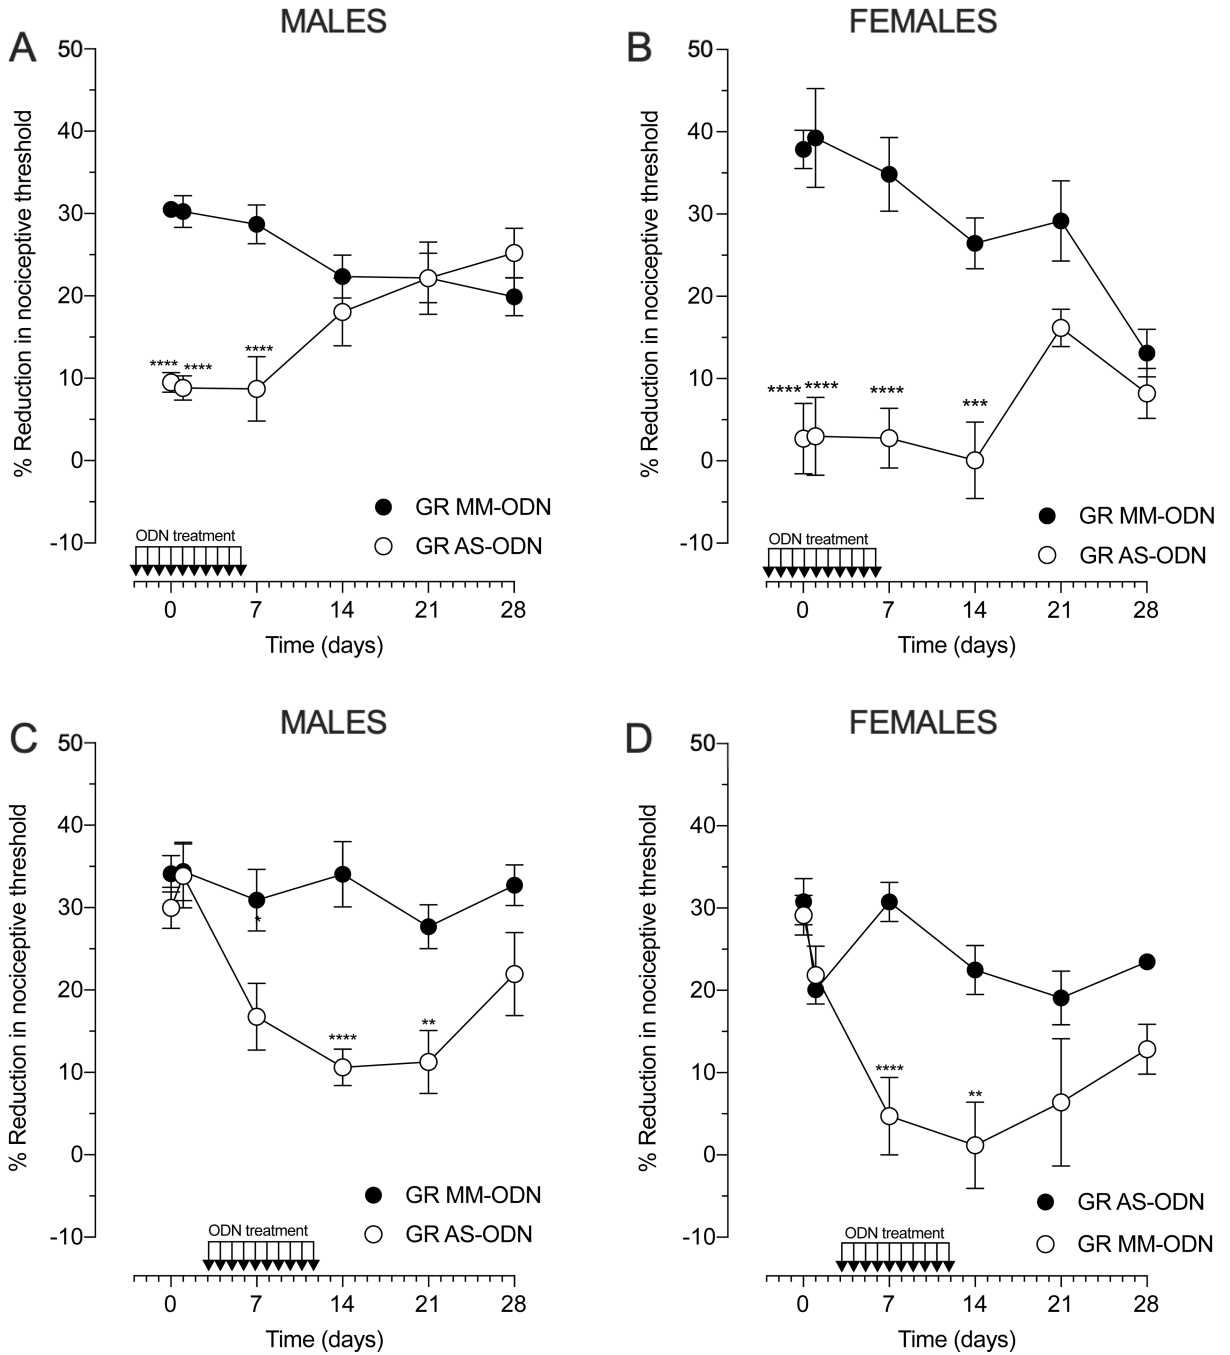 MALES
A
% Reduction in nociceptive threshold
50
40
30
20
10
0
-10
**** ****
****
GR MM-ODN
GR AS-ODN
ODN treatment
0 7 14 21 28
Time (days)
FEMALES
B
% Reduction in nociceptive threshold
50
40
30
20
10
0
-10
**** ****
****
***
GR MM-ODN
GR AS-ODN
ODN treatment
0 7 14 21 28
Time (days)
MALES
C
% Reduction in nociceptive threshold
50
40
30
20
10
0
-10
*
****
**
GR MM-ODN
GR AS-ODN
ODN treatment
0 7 14 21 28
Time (days)
FEMALES
D
% Reduction in nociceptive threshold
50
40
30
20
10
0
-10
****
**
GR AS-ODN
GR MM-ODN
ODN treatment
0 7 14 21 28
Time (days)